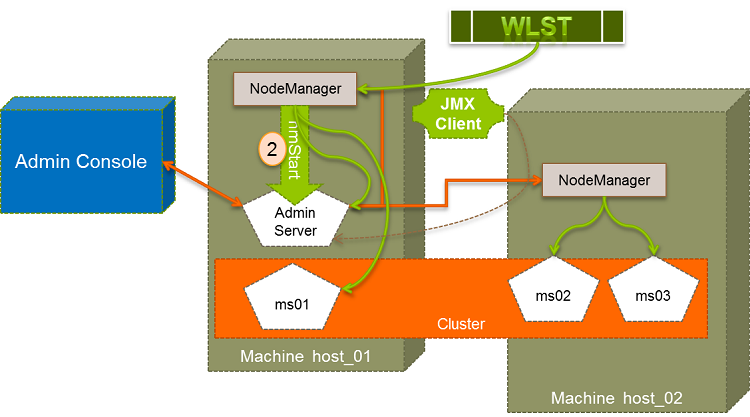 WLST
NodeManager
JMX
Client
nmStart
2
Admin Console
NodeManager
Admin
Server
ms01
ms02
ms03
Cluster
Machine host_01
Machine host_02